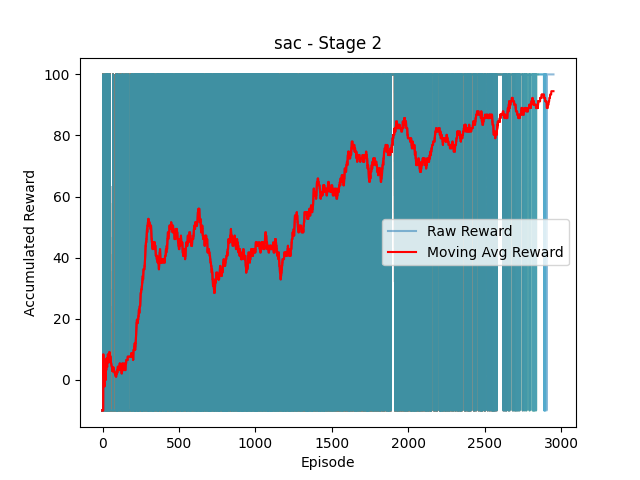 sac - Stage 2
Accumulated Reward
100
80
60
40
20
0
Raw Reward
Moving Avg Reward
0 500 1000 1500 2000 2500 3000
Episode